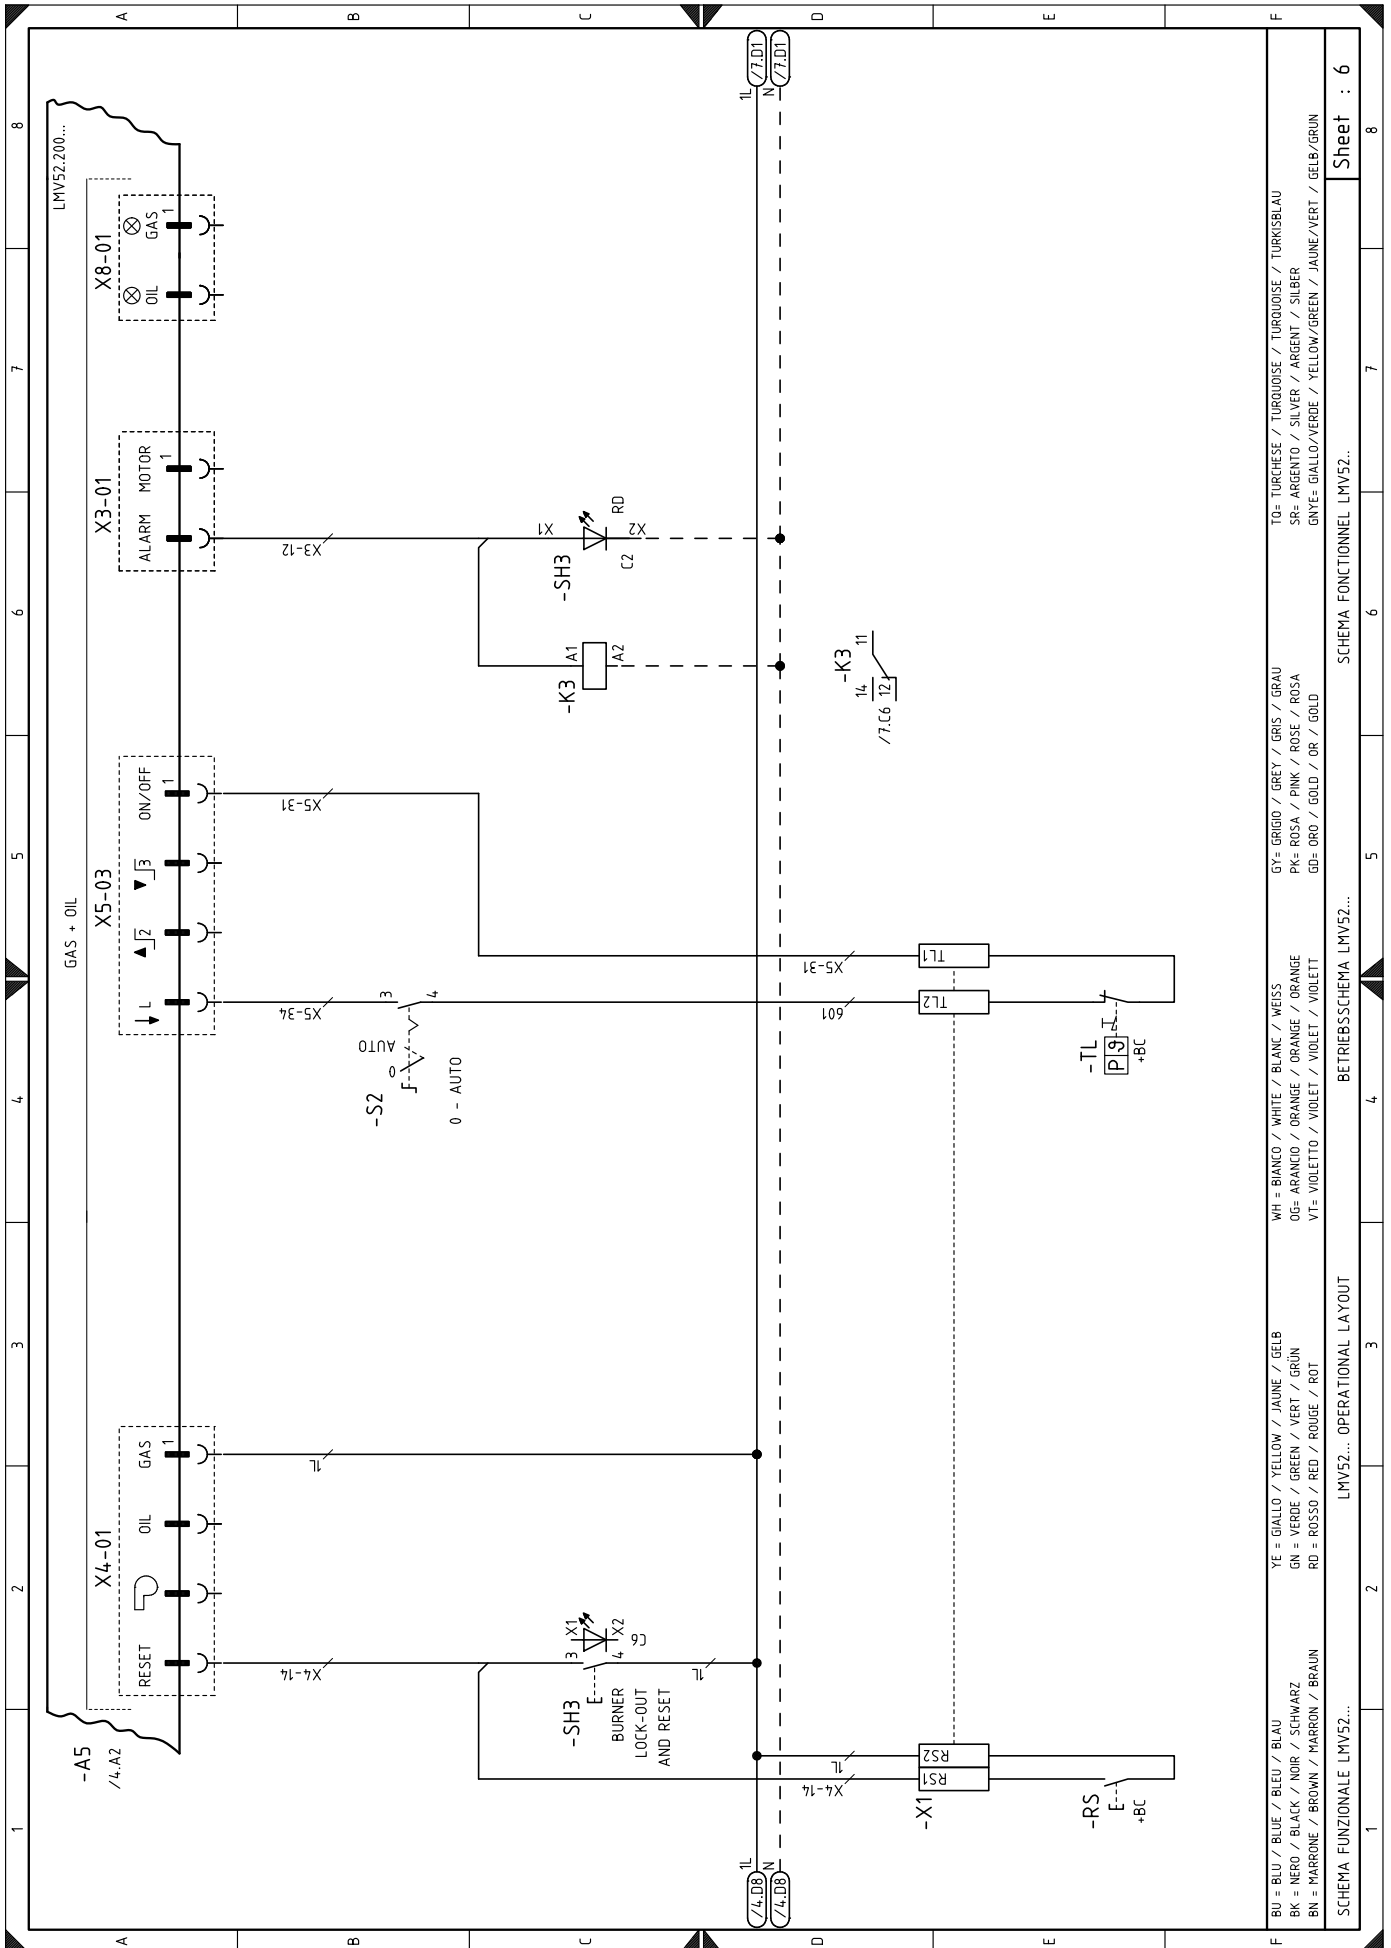 1 2 3 4 5 6 7 8
A A
B B
C C
D D
E E
F F
-A5
/4.A2
GAS + OIL
LMV52.200...
X4-01
RESET OIL GAS 1
X5-03
L 2 3 ON/OFF 1
X3-01
ALARM MOTOR 1
X8-01
OIL GAS 1
X4-14
1L
X5-34
X5-31
X3-12
-S2
0 AUTO
3
4
0 - AUTO
-SH3
BURNER
LOCK-OUT
AND RESET
3
4
X1
X2
C6
1L
-K3
A1
A2
-SH3
X1
X2
C2
RD
/4.D8 1L
/4.D8 N
1L /7.D1
N /7.D1
X4-14
1L
601
X5-31
-K3
14
12
11
/7.C6
-X1
RS1
RS2
TL2
TL1
-RS
+BC
-TL
P ϑ
+BC
BU = BLU / BLUE / BLEU / BLAU
BK = NERO / BLACK / NOIR / SCHWARZ
BN = MARRONE / BROWN / MARRON / BRAUN
YE = GIALLO / YELLOW / JAUNE / GELB
GN = VERDE / GREEN / VERT / GRÜN
RD = ROSSO / RED / ROUGE / ROT
WH = BIANCO / WHITE / BLANC / WEISS
OG= ARANCIO / ORANGE / ORANGE / ORANGE
VT= VIOLETTO / VIOLET / VIOLET / VIOLETT
GY= GRIGIO / GREY / GRIS / GRAU
PK= ROSA / PINK / ROSE / ROSA
GD= ORO / GOLD / OR / GOLD
TQ= TURCHESE / TURQUOISE / TURQUOISE / TURKISBLAU
SR= ARGENTO / SILVER / ARGENT / SILBER
GNYE= GIALLO/VERDE / YELLOW/GREEN / JAUNE/VERT / GELB/GRUN
SCHEMA FUNZIONALE LMV52... LMV52... OPERATIONAL LAYOUT BETRIEBSSCHEMA LMV52... SCHEMA FONCTIONNEL LMV52.. Sheet : 6
1 2 3 4 5 6 7 8